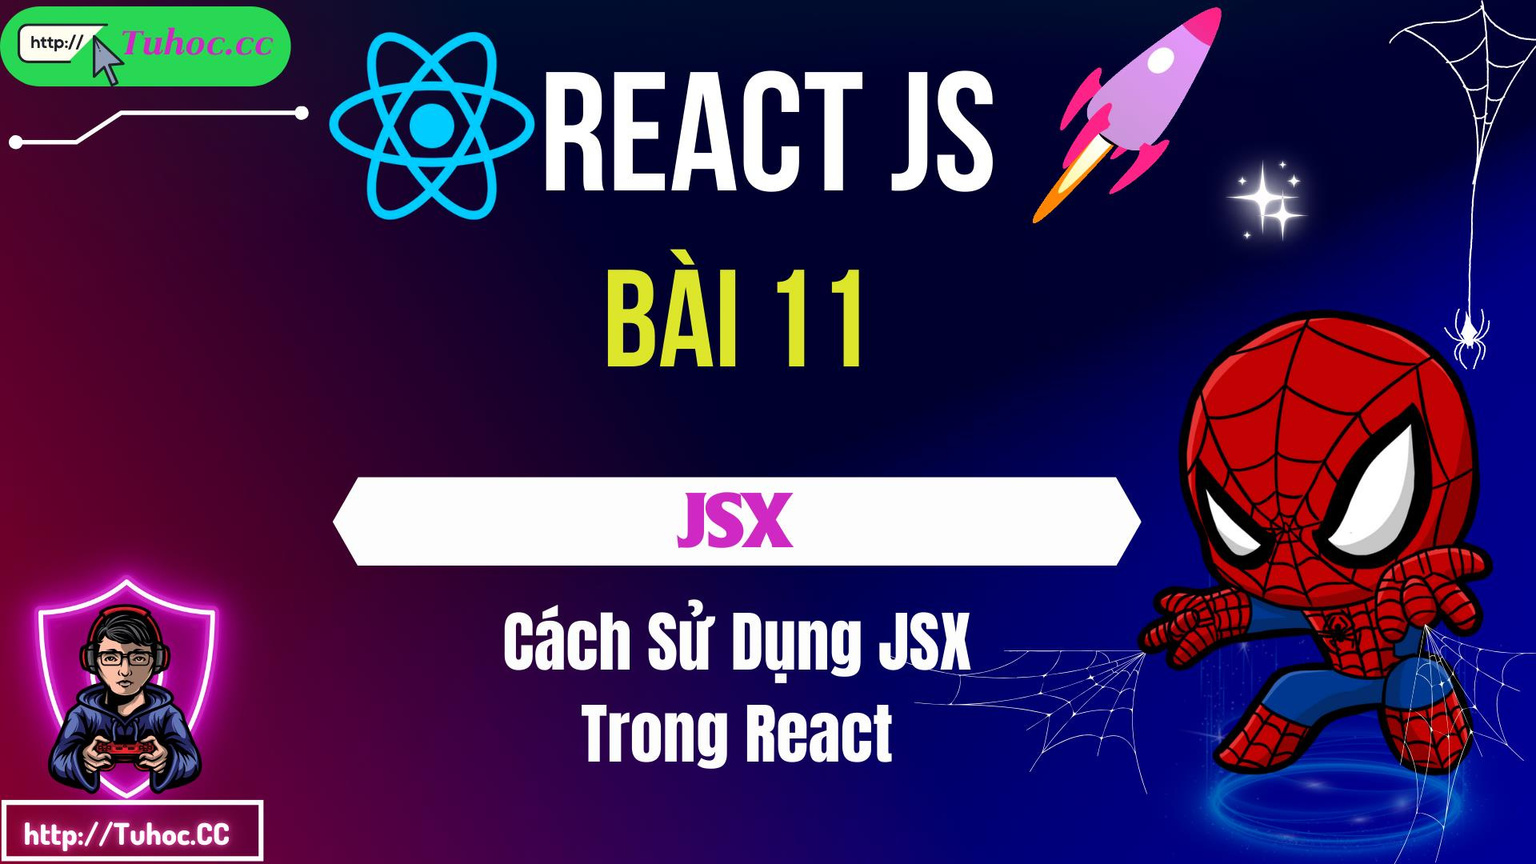 http:// Tuhoc.cc
REACT JS
BÀI 11
JSX
Cách Sử Dụng JSX
Trong React
http://Tuhoc.CC